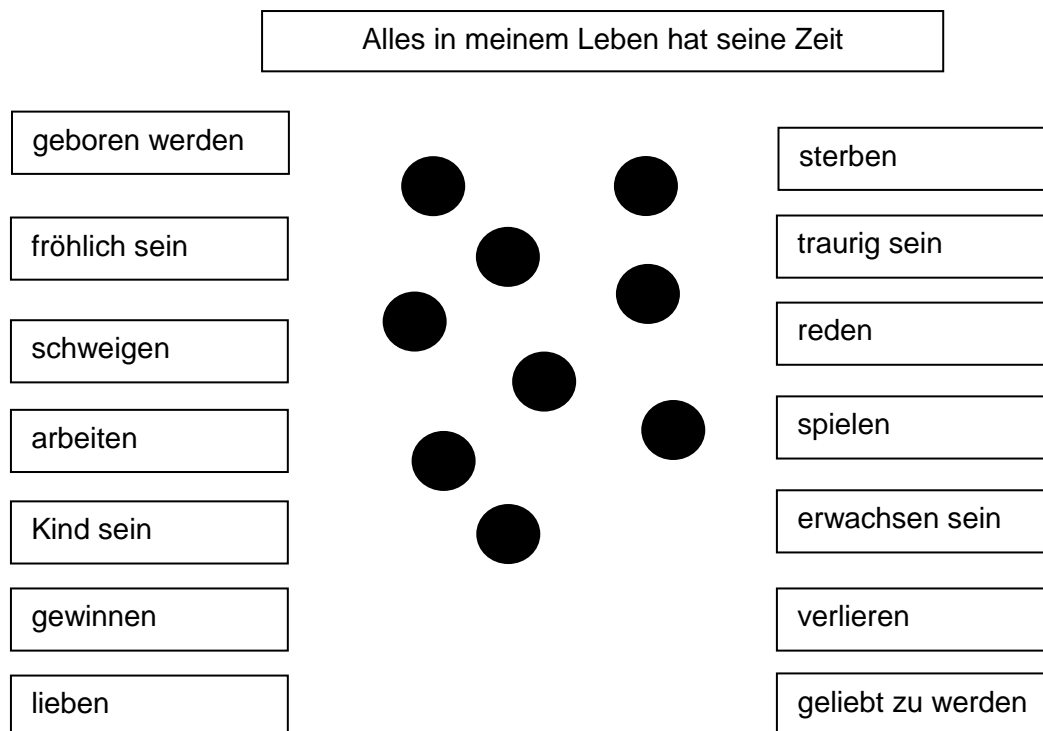 Alles in meinem Leben hat seine Zeit
geboren werden
sterben
fröhlich sein
traurig sein
schweigen
reden
arbeiten
spielen
Kind sein
erwachsen sein
gewinnen
verlieren
lieben
geliebt zu werden